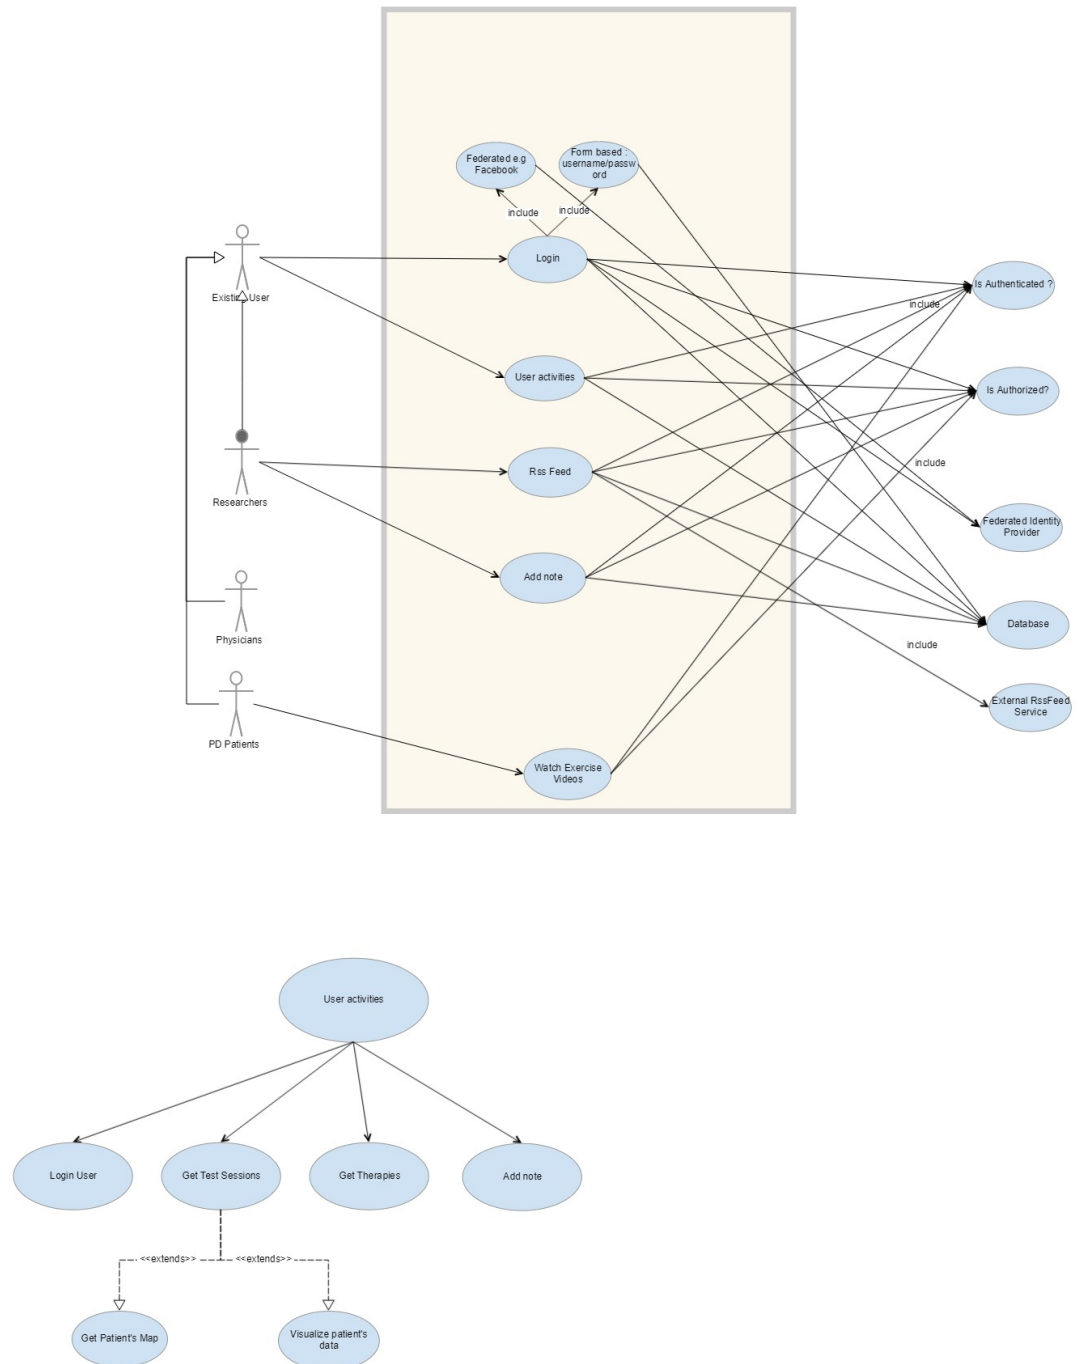 Federated e.g
Facebook
Form based :
username/passw
ord
include
include
Login
Existing User
Is Authenticated ?
include
User activities
Is Authorized?
Rss Feed
include
Researchers
Federated Identity
Provider
Add note
Database
Physicians
include
External RssFeed
Service
PD Patients
Watch Exercise
Videos
User activities
Login User
Get Test Sessions
Get Therapies
Add note
<<extends>>
<<extends>>
Get Patient's Map
Visualize patient's
data